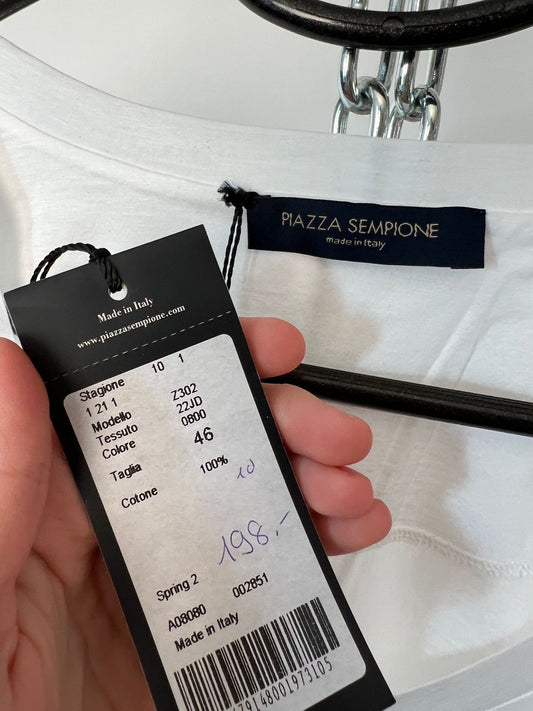 PIAZZA SEMPIONE
made in Italy
Made in Italy
www.piazzasempione.com
Stagione 10 1
1 21 1
Modello Z302
Tessuto 22JD
Colore 0800
Taglia 46
Cotone 100%
10
198,-
Spring 2
A08080 002851
Made in Italy
79148001973105